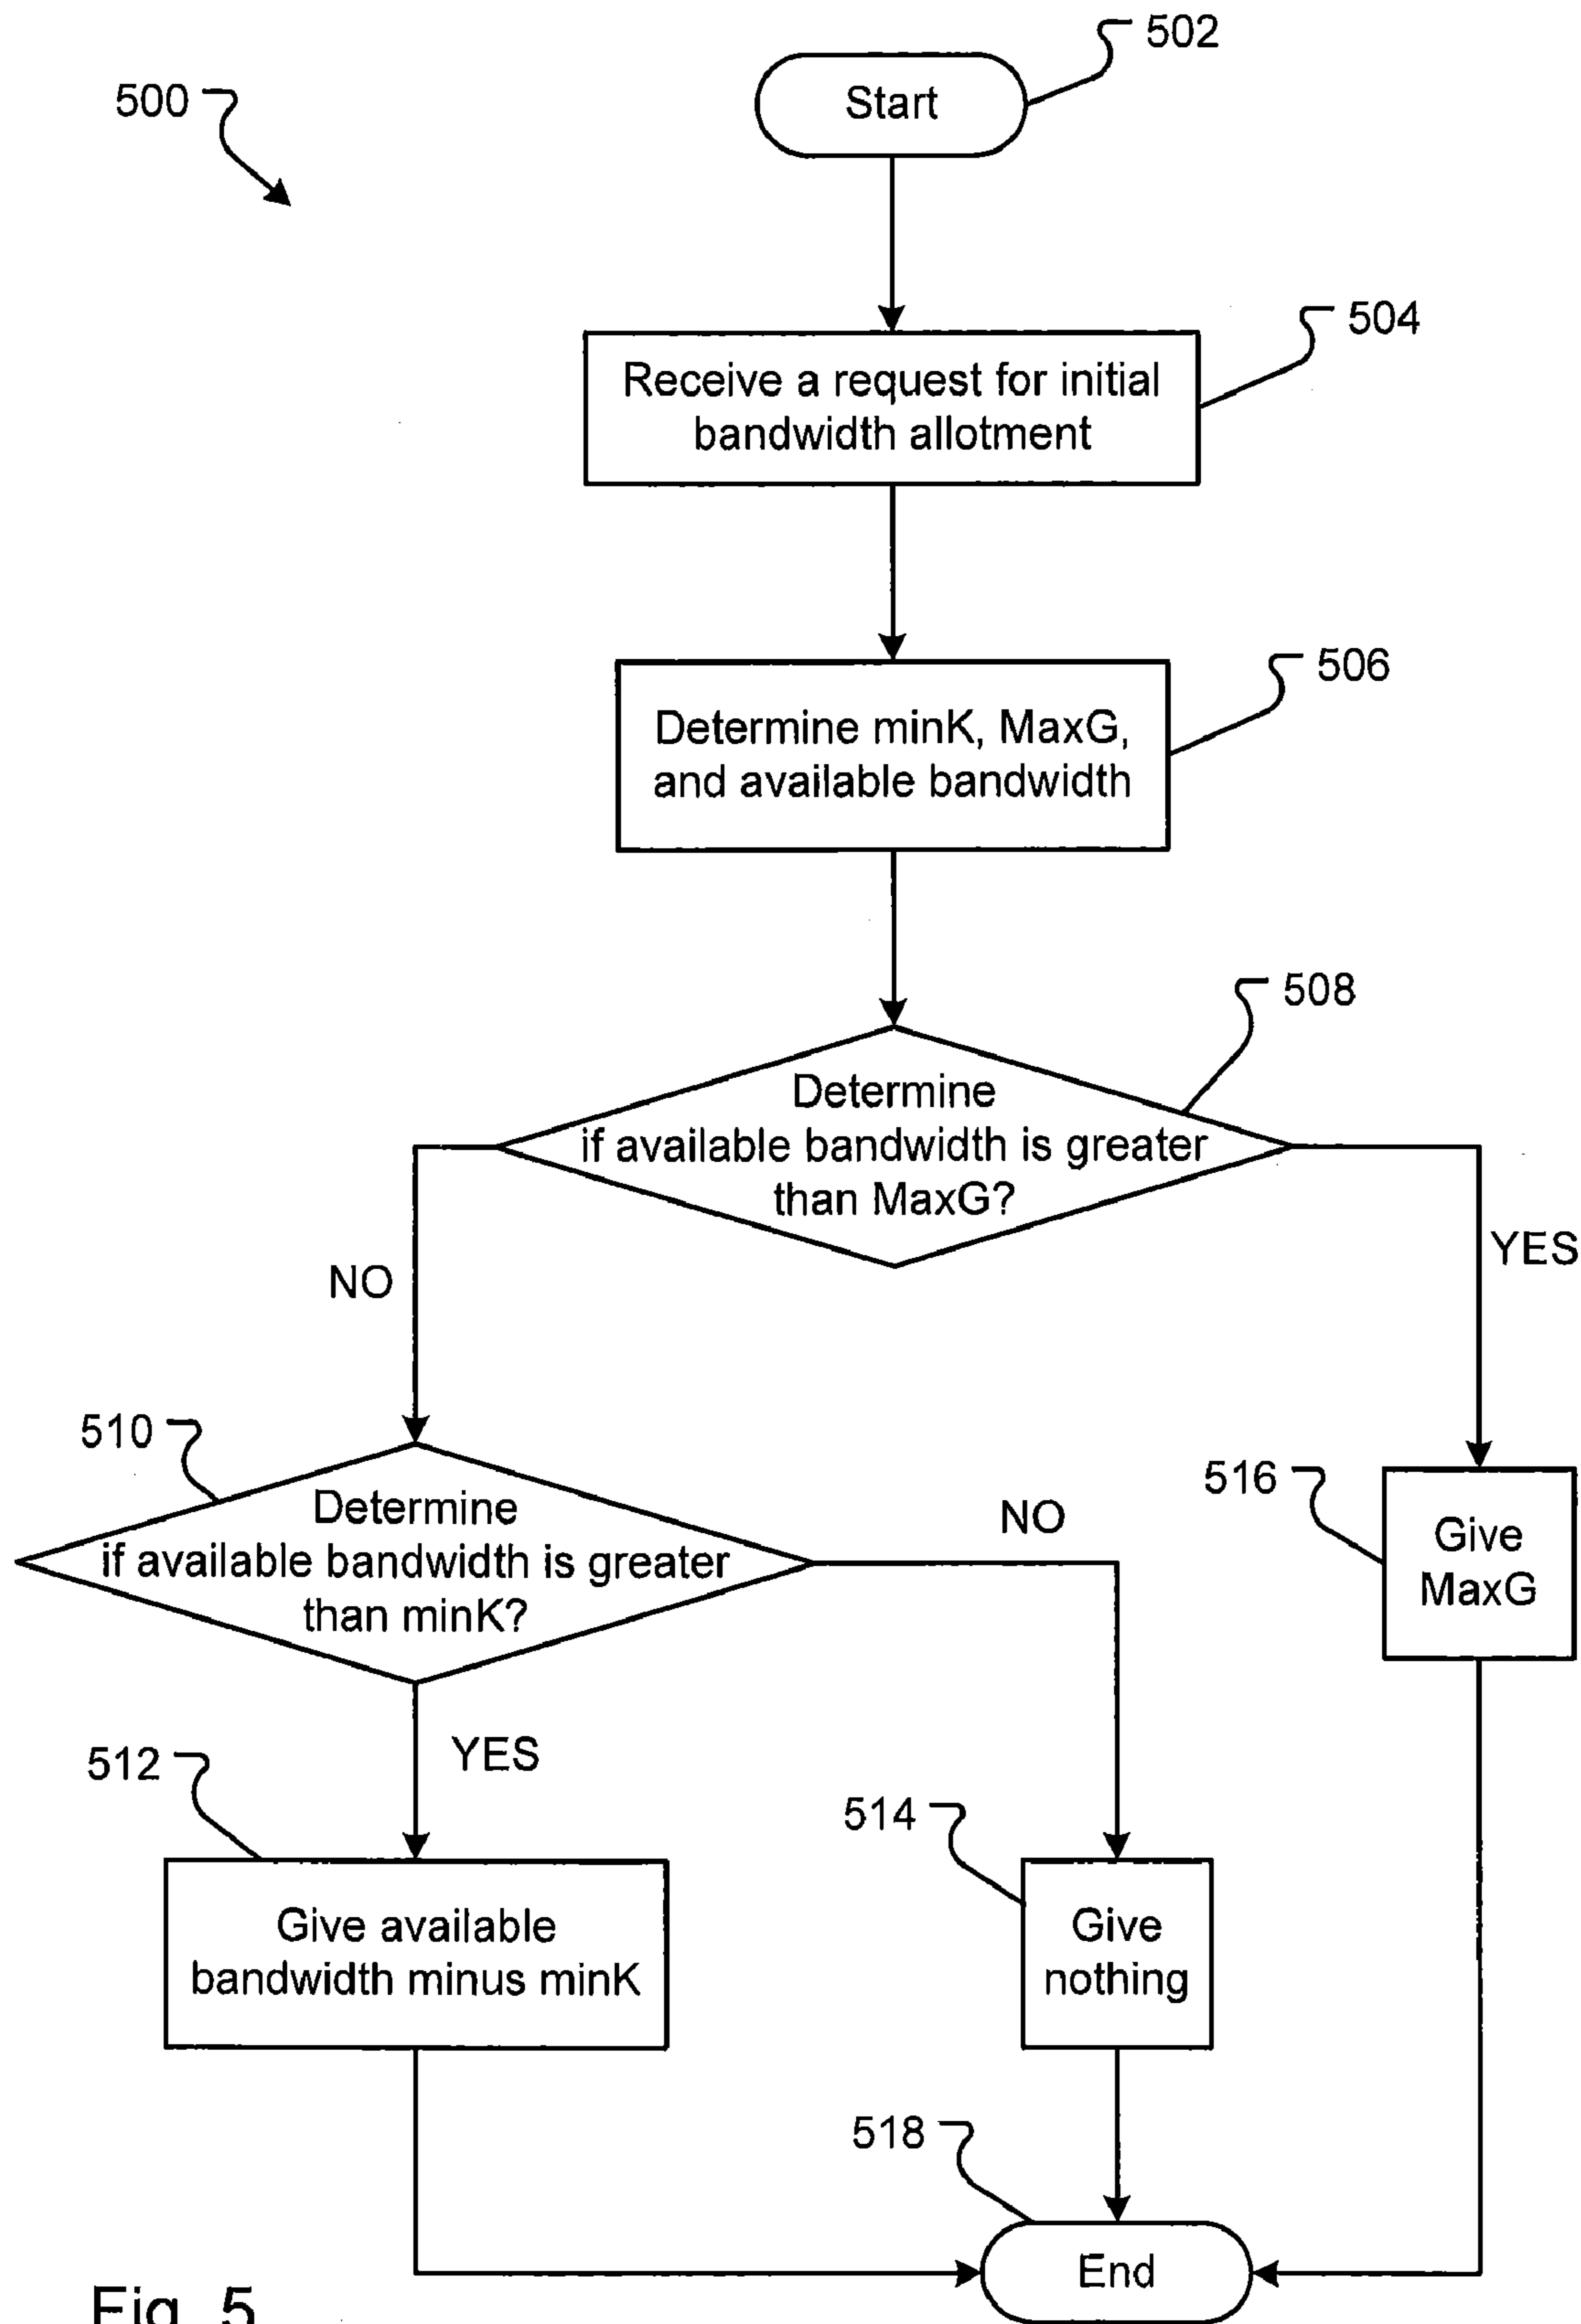 502
500
Start
504
Receive a request for initial
bandwidth allotment
506
Determine minK, MaxG,
and available bandwidth
508
Determine
if available bandwidth is greater
than MaxG?
YES
NO
510
Determine
if available bandwidth is greater
than minK?
NO
516
Give
MaxG
YES
512
Give available
bandwidth minus minK
514
Give
nothing
518
End
Fig. 5